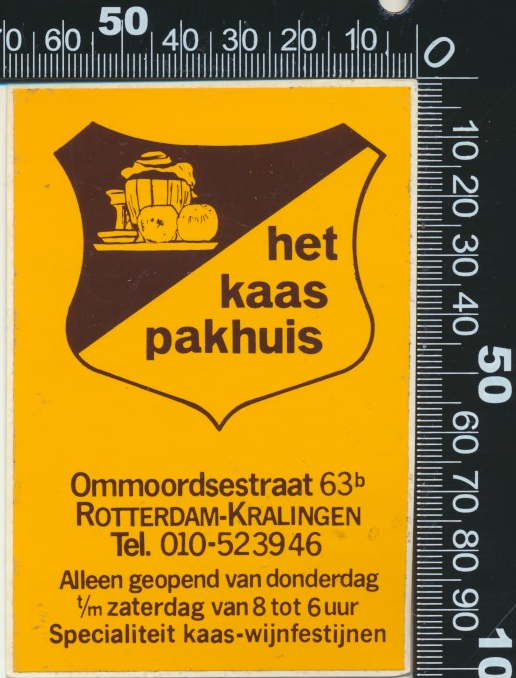 70 60 50 40 30 20 10 0
10 20 30 40 50 60 70 80 90 10
het
kaas
pakhuis
Ommoordsestraat 63b
ROTTERDAM-KRALINGEN
Tel. 010-523946
Alleen geopend van donderdag
t/m zaterdag van 8 tot 6 uur
Specialiteit kaas-wijnfestijnen